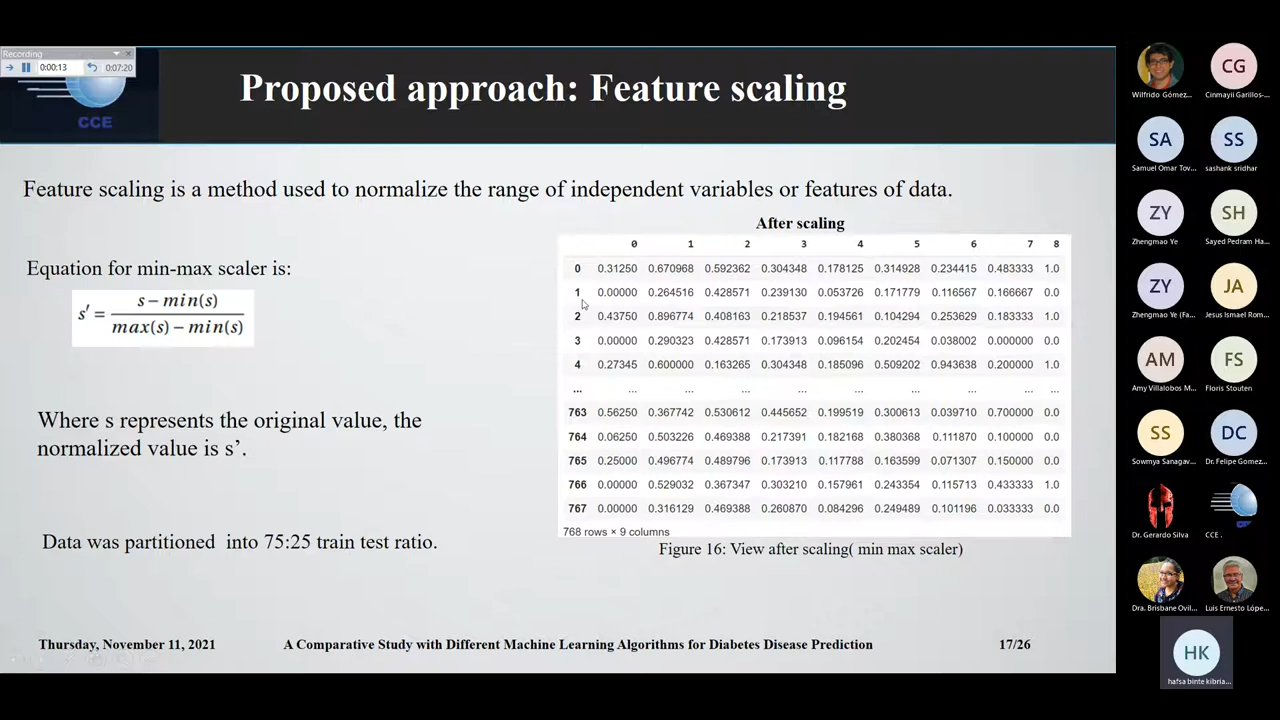 Recording
0:00:13
0:07:20
CCE
Proposed approach: Feature scaling
Feature scaling is a method used to normalize the range of independent variables or features of data.
Equation for min-max scaler is:
s′ = s − min(s) / max(s) − min(s)
Where s represents the original value, the
normalized value is s’.
Data was partitioned into 75:25 train test ratio.
After scaling
0 1 2 3 4 5 6 7 8
0 0.31250 0.670968 0.592362 0.304348 0.178125 0.314928 0.234415 0.483333 1.0
1 0.00000 0.264516 0.428571 0.239130 0.053726 0.171779 0.116567 0.166667 0.0
2 0.43750 0.896774 0.408163 0.218537 0.194561 0.104294 0.253629 0.183333 1.0
3 0.00000 0.290323 0.428571 0.173913 0.096154 0.202454 0.038002 0.000000 0.0
4 0.27345 0.600000 0.163265 0.304348 0.185096 0.509202 0.943638 0.200000 1.0
... ... ... ... ... ... ... ... ... ...
763 0.56250 0.367742 0.530612 0.445652 0.199519 0.300613 0.039710 0.700000 0.0
764 0.06250 0.503226 0.469388 0.217391 0.182168 0.380368 0.111870 0.100000 0.0
765 0.25000 0.496774 0.489796 0.173913 0.117788 0.163599 0.071307 0.150000 0.0
766 0.00000 0.529032 0.367347 0.303210 0.157961 0.243354 0.115713 0.433333 1.0
767 0.00000 0.316129 0.469388 0.260870 0.084296 0.249489 0.101196 0.033333 0.0
768 rows × 9 columns
Figure 16: View after scaling( min max scaler)
Thursday, November 11, 2021
A Comparative Study with Different Machine Learning Algorithms for Diabetes Disease Prediction
17/26
Wilfrido Gómez...
CG
Cinmayii Garillos-...
SA
Samuel Omar Tov...
SS
sashank sridhar
ZY
Zhengmao Ye
SH
Sayed Pedram Ha...
ZY
Zhengmao Ye (Fa...
JA
Jesus Ismael Rom...
AM
Amy Villalobos M...
FS
Floris Stouten
SS
Sowmya Sanagav...
DC
Dr. Felipe Gomez...
Dr. Gerardo Silva
CCE .
Dra. Brisbane Ovil...
Luis Ernesto Lópe...
HK
hafsa binte kibria...